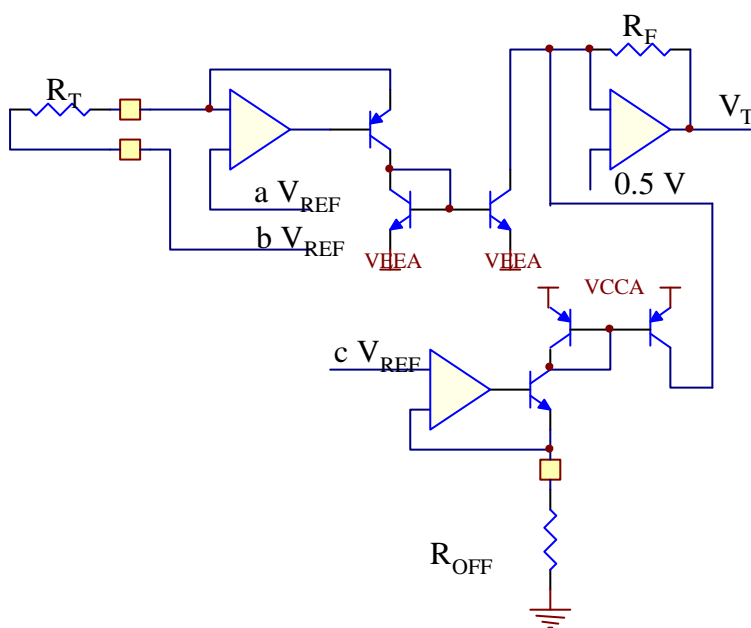 R_F
R_T
V_T
0.5 V
a V_REF
b V_REF
VEEA
VEEA
VCCA
c V_REF
R_OFF